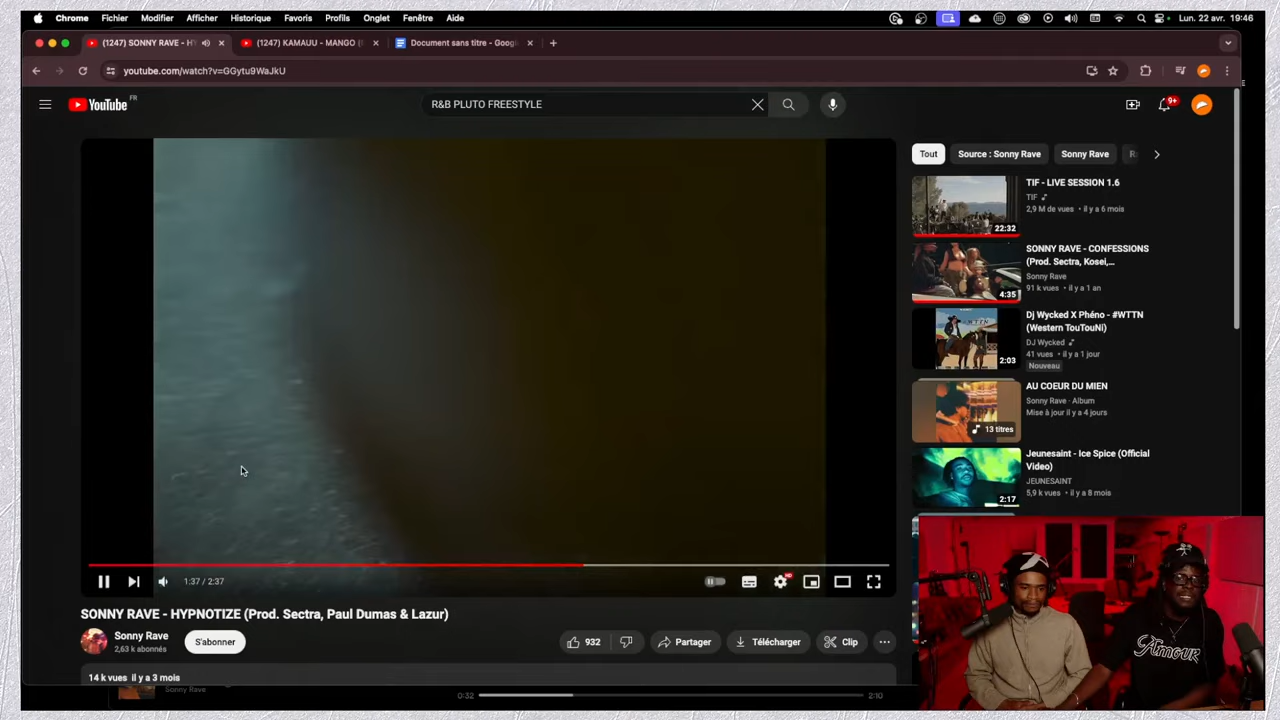 Chrome Fichier Modifier Afficher Historique Favoris Profils Onglet Fenêtre Aide
Lun. 22 avr. 19:46
(1247) SONNY RAVE - HY
(1247) KAMAUU - MANGO
Document sans titre - Goog
youtube.com/watch?v=GGytu9WaJkU
YouTube FR
R&B PLUTO FREESTYLE
9+
Tout
Source : Sonny Rave
Sonny Rave
TIF - LIVE SESSION 1.6
TIF
2,9 M de vues • il y a 6 mois
22:32
SONNY RAVE - CONFESSIONS
(Prod. Sectra, Kosei,...
Sonny Rave
91 k vues • il y a 1 an
4:35
Dj Wycked X Phéno - #WTTN
(Western TouTouNi)
DJ Wycked
41 vues • il y a 1 jour
Nouveau
2:03
AU COEUR DU MIEN
Sonny Rave · Album
Mise à jour il y a 4 jours
13 titres
Jeunesaint - Ice Spice (Official
Video)
JEUNESAINT
5,9 k vues • il y a 8 mois
2:17
1:37 / 2:37
HD
SONNY RAVE - HYPNOTIZE (Prod. Sectra, Paul Dumas & Lazur)
Sonny Rave
2,63 k abonnés
S'abonner
932
Partager
Télécharger
Clip
14 k vues il y a 3 mois
Sonny Rave
0:32
2:10
Amour